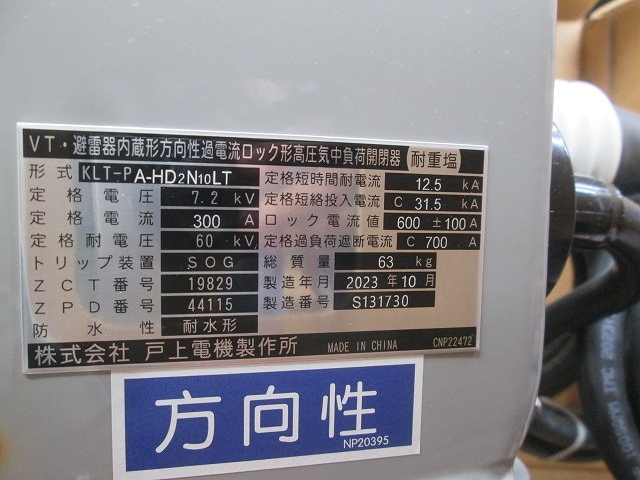 VT・避雷器内蔵形方向性過電流ロック形高圧気中負荷開閉器 耐重塩
形式 KLT-PA-HD2N10LT
定格電圧 7.2 kV
定格電流 300 A
定格耐電圧 60 kV
トリップ装置 SOG
ZCT番号 19829
ZPD番号 44115
防水性 耐水形
定格短時間耐電流 12.5 kA
定格短絡投入電流 C 31.5 kA
ロック電流値 600 ±100A
定格過負荷遮断電流 C 700 A
総質量 63 kg
製造年月 2023 年 10 月
製造番号 S131730
株式会社 戸上電機製作所 MADE IN CHINA CNP22472
方向性
NP20395